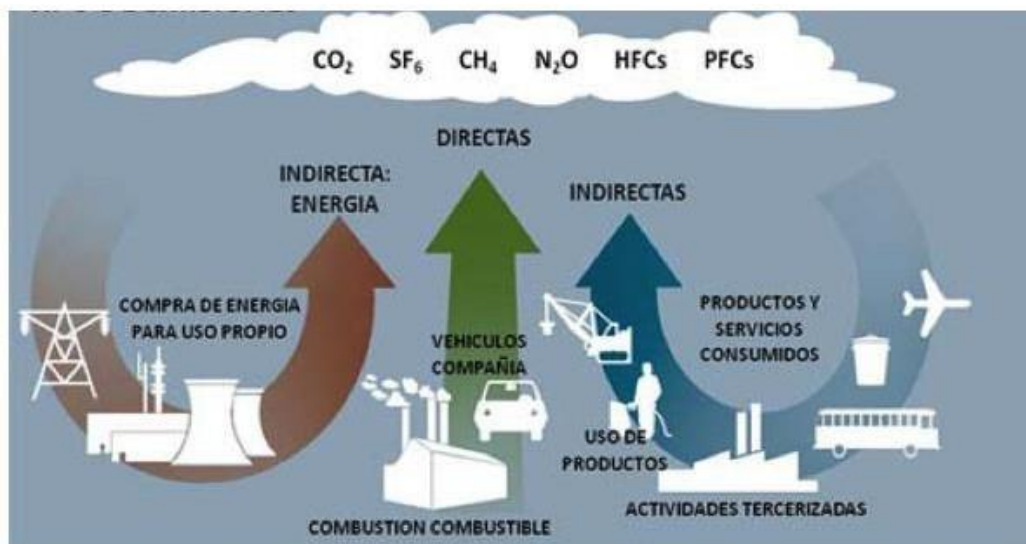 CO₂ SF₆ CH₄ N₂O HFCs PFCs
DIRECTAS
INDIRECTA:
ENERGIA
INDIRECTAS
COMPRA DE ENERGIA
PARA USO PROPIO
VEHICULOS
COMPAÑIA
PRODUCTOS Y
SERVICIOS
CONSUMIDOS
USO DE
PRODUCTOS
ACTIVIDADES TERCERIZADAS
COMBUSTION COMBUSTIBLE